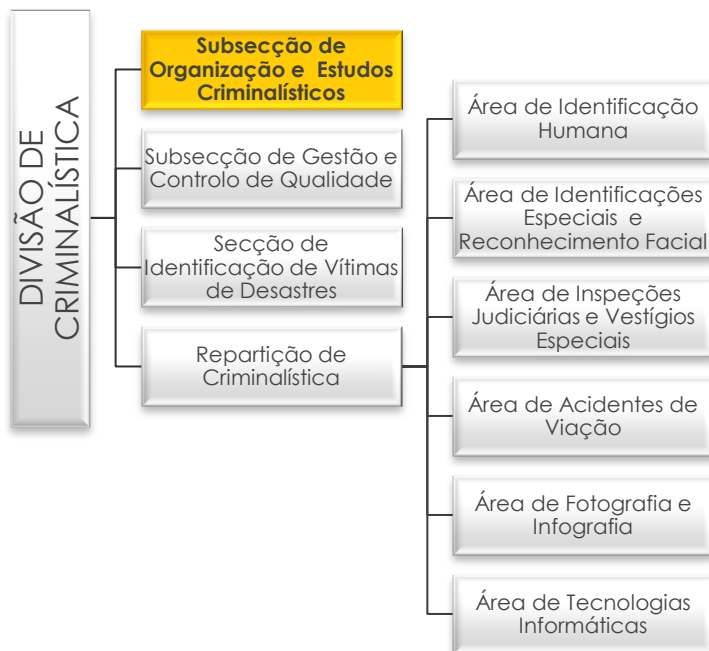 DIVISÃO DE
CRIMINALÍSTICA
Subsecção de
Organização e Estudos
Criminalísticos
Subsecção de Gestão e
Controlo de Qualidade
Secção de
Identificação de Vítimas
de Desastres
Repartição de
Criminalística
Área de Identificação
Humana
Área de Identificações
Especiais e
Reconhecimento Facial
Área de Inspeções
Judiciárias e Vestígios
Especiais
Área de Acidentes de
Viação
Área de Fotografia e
Infografia
Área de Tecnologias
Informáticas